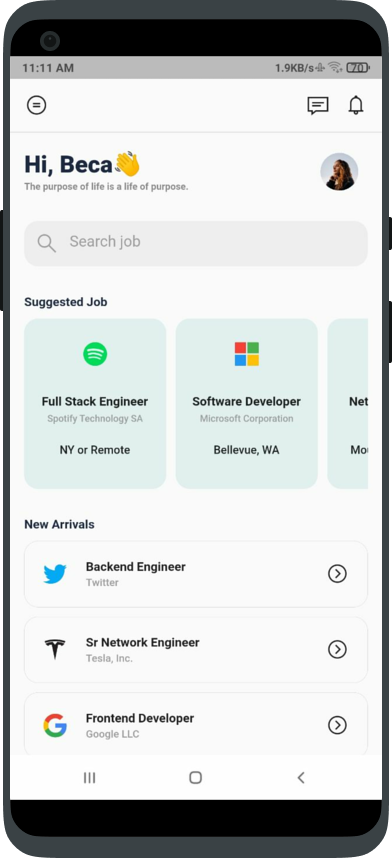 11:11 AM
1.9KB/s
70
Hi, Beca👋
The purpose of life is a life of purpose.
Search job
Suggested Job
Full Stack Engineer
Spotify Technology SA
NY or Remote
Software Developer
Microsoft Corporation
Bellevue, WA
Net
Mou
New Arrivals
Backend Engineer
Twitter
Sr Network Engineer
Tesla, Inc.
Frontend Developer
Google LLC